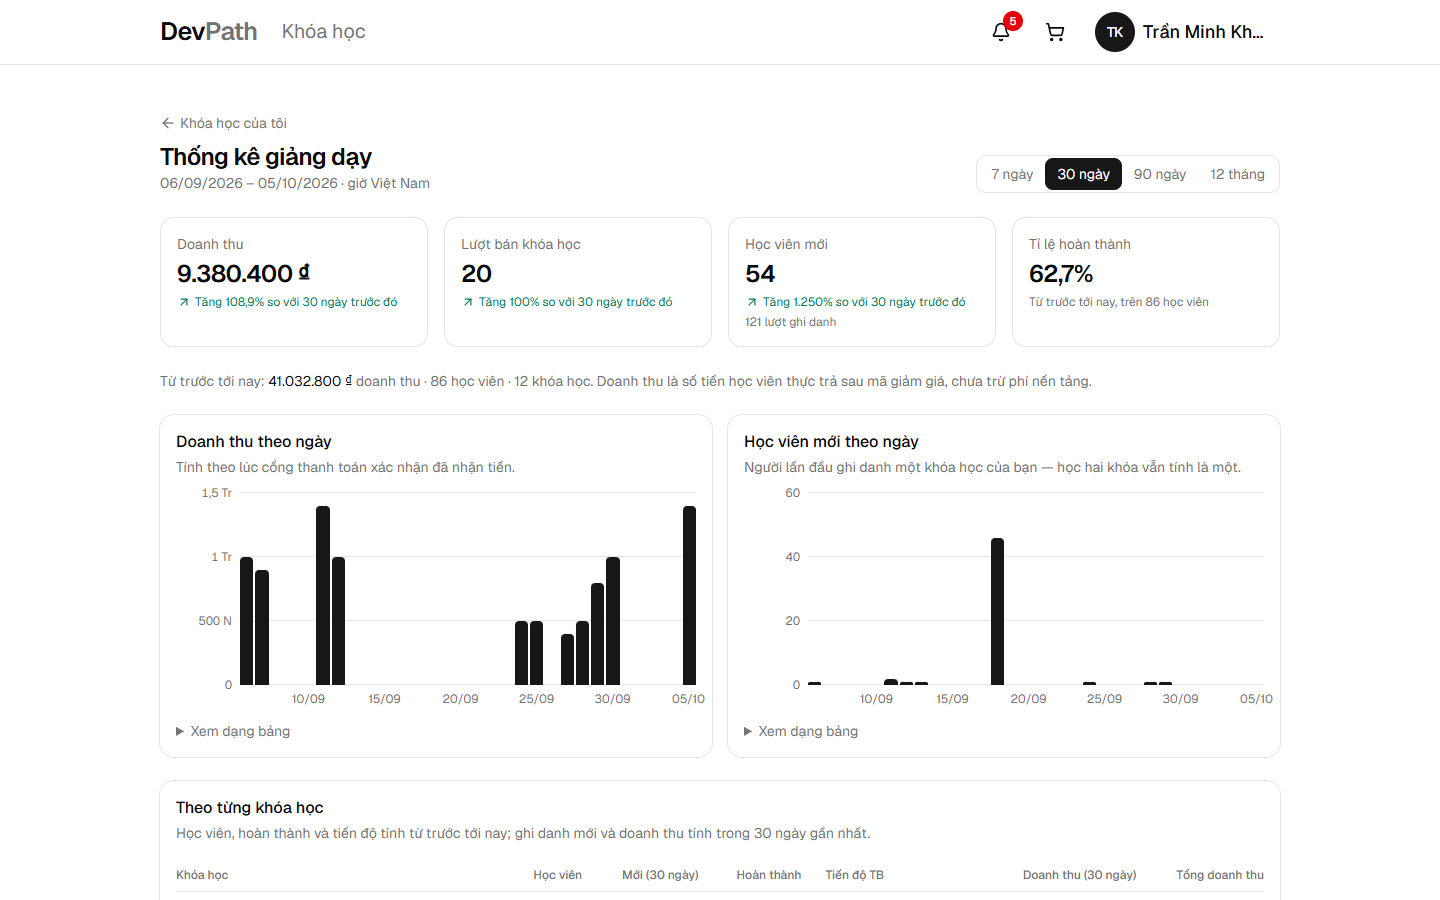 DevPath Khóa học
5
TK Trần Minh Kh...
Khóa học của tôi
Thống kê giảng dạy
06/09/2026 – 05/10/2026 · giờ Việt Nam
7 ngày 30 ngày 90 ngày 12 tháng
Doanh thu
9.380.400 ₫
Tăng 108,9% so với 30 ngày trước đó
Lượt bán khóa học
20
Tăng 100% so với 30 ngày trước đó
Học viên mới
54
Tăng 1.250% so với 30 ngày trước đó
121 lượt ghi danh
Tỉ lệ hoàn thành
62,7%
Từ trước tới nay, trên 86 học viên
Từ trước tới nay: 41.032.800 ₫ doanh thu · 86 học viên · 12 khóa học. Doanh thu là số tiền học viên thực trả sau mã giảm giá, chưa trừ phí nền tảng.
Doanh thu theo ngày
Tính theo lúc cổng thanh toán xác nhận đã nhận tiền.
1,5 Tr
1 Tr
500 N
0
10/09 15/09 20/09 25/09 30/09 05/10
Xem dạng bảng
Học viên mới theo ngày
Người lần đầu ghi danh một khóa học của bạn — học hai khóa vẫn tính là một.
60
40
20
0
10/09 15/09 20/09 25/09 30/09 05/10
Xem dạng bảng
Theo từng khóa học
Học viên, hoàn thành và tiến độ tính từ trước tới nay; ghi danh mới và doanh thu tính trong 30 ngày gần nhất.
Khóa học Học viên Mới (30 ngày) Hoàn thành Tiến độ TB Doanh thu (30 ngày) Tổng doanh thu